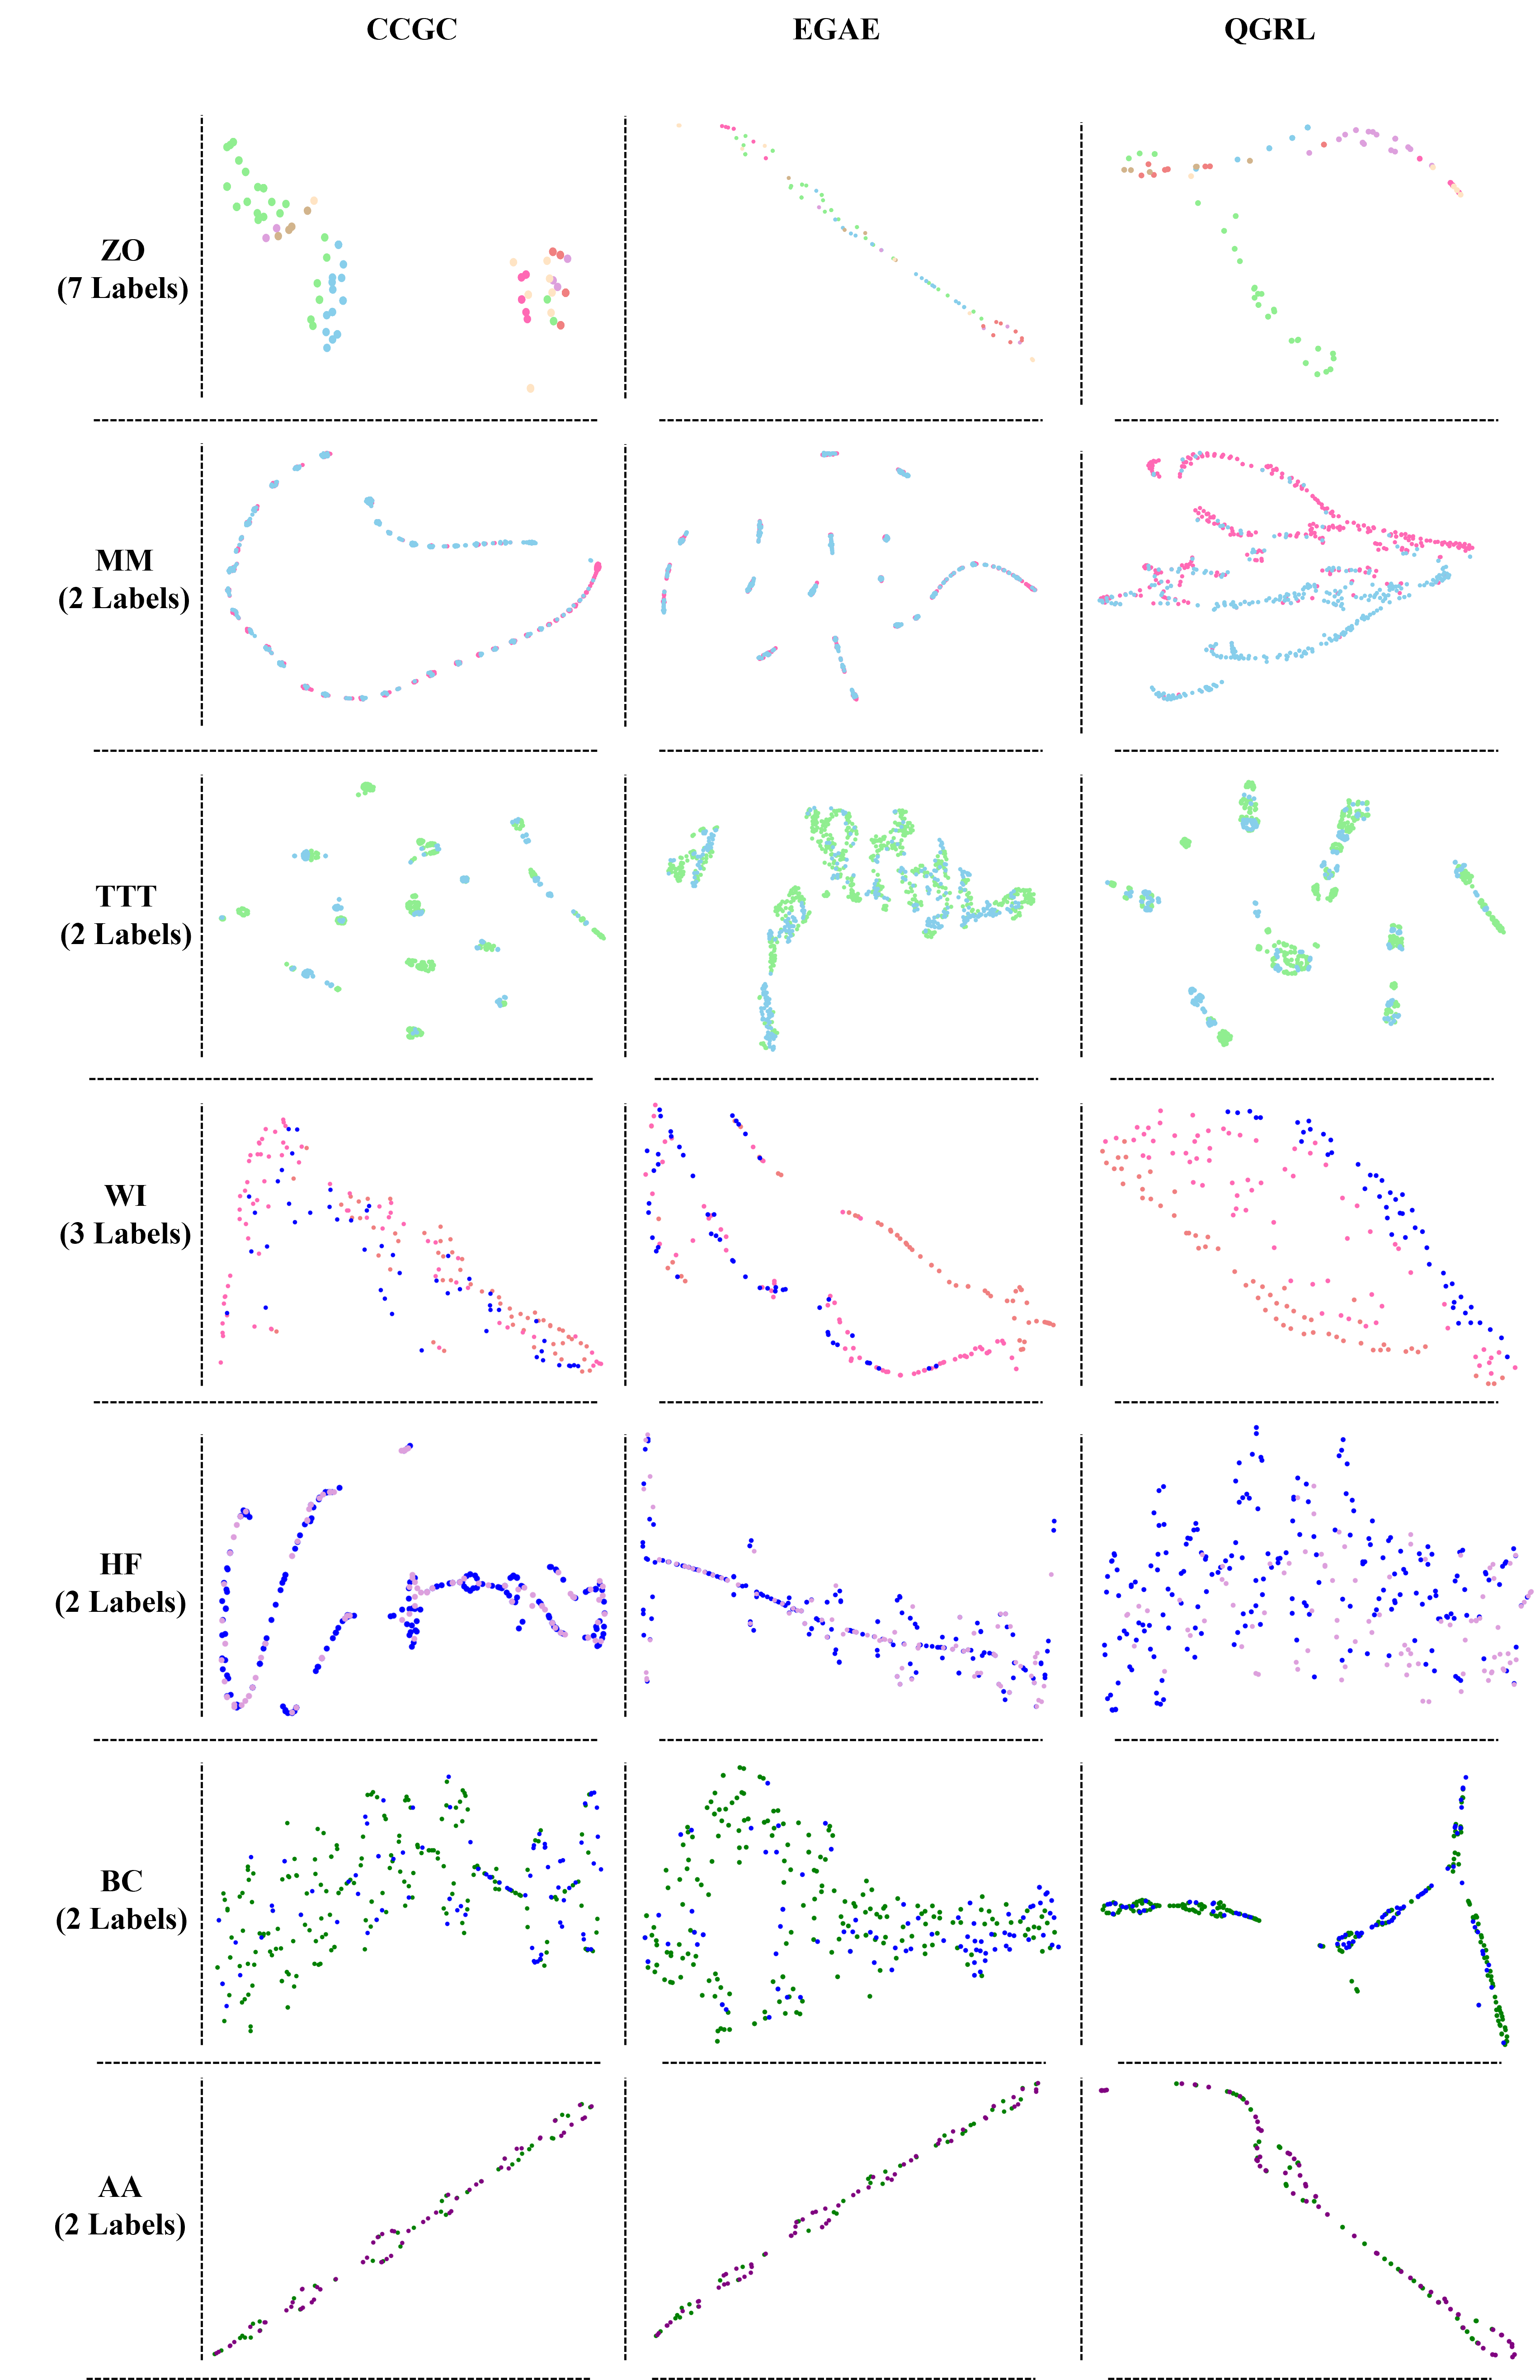 CCGC EGAE QGRL
ZO
(7 Labels)
MM
(2 Labels)
TTT
(2 Labels)
WI
(3 Labels)
HF
(2 Labels)
BC
(2 Labels)
AA
(2 Labels)